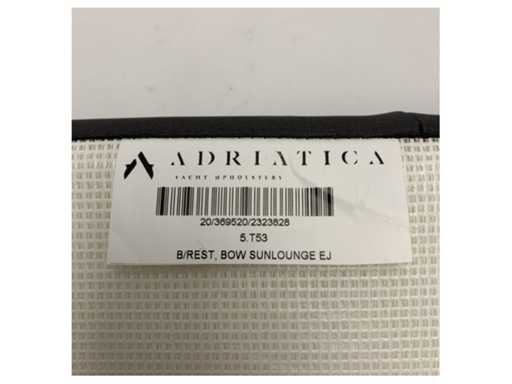 ADRIATICA
YACHT UPHOLSTERY
20/369520/2323828
5.T53
B/REST, BOW SUNLOUNGE EJ